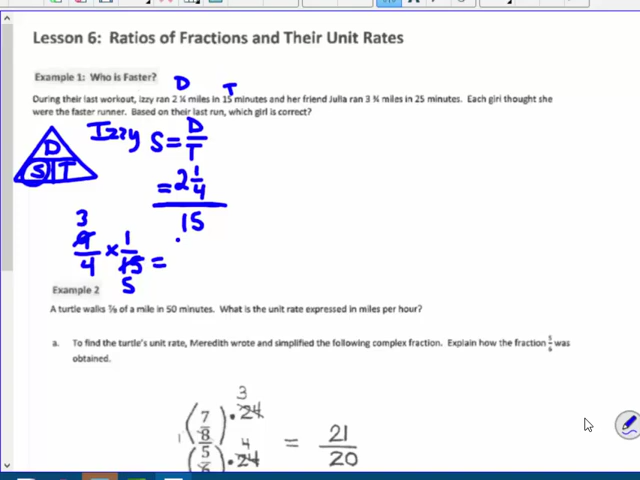 Lesson 6: Ratios of Fractions and Their Unit Rates
Example 1: Who is Faster?
D T
During their last workout, Izzy ran 2 ¼ miles in 15 minutes and her friend Julia ran 3 ¾ miles in 25 minutes. Each girl thought she
were the faster runner. Based on their last run, which girl is correct?
D
S T
Izzy S = D
T
= 2 1/4
15
3
9/4 × 1/15 =
5
Example 2
A turtle walks ⅞ of a mile in 50 minutes. What is the unit rate expressed in miles per hour?
a. To find the turtle's unit rate, Meredith wrote and simplified the following complex fraction. Explain how the fraction 5/6 was
obtained.
3
(7/8) • 24
1 4
(5/6) • 24
= 21/20